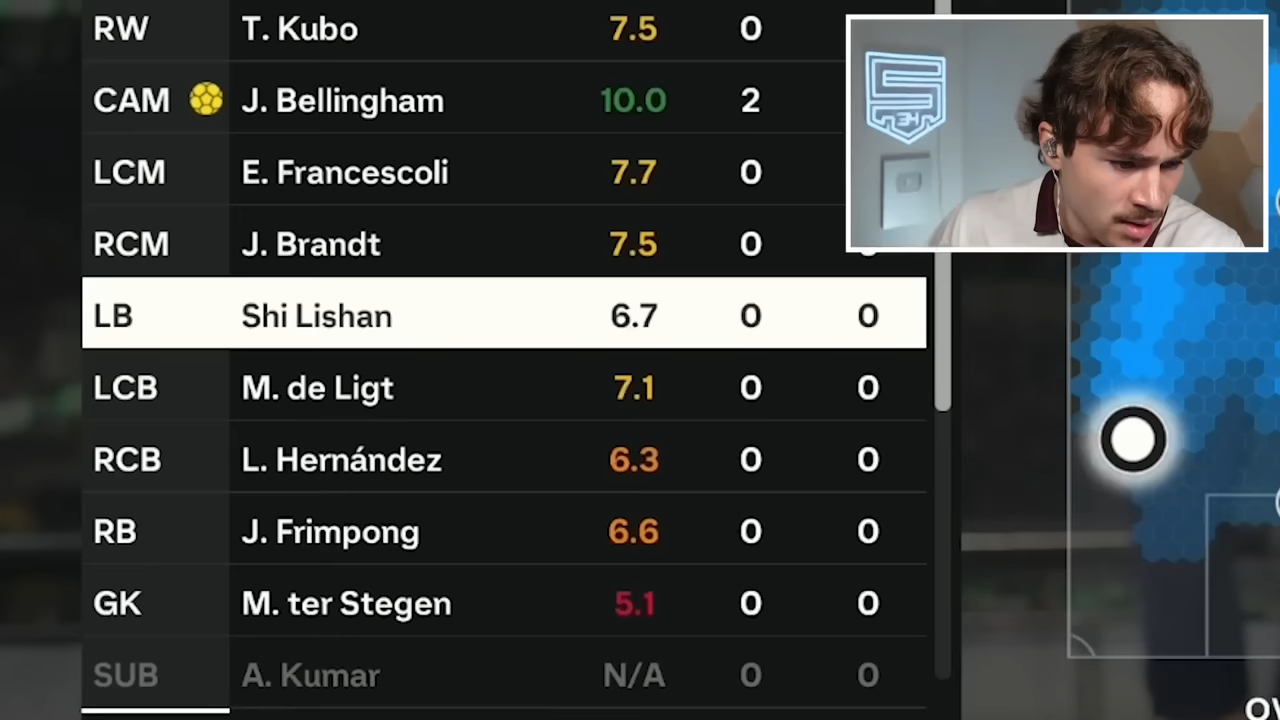 RW T. Kubo 7.5 0
CAM J. Bellingham 10.0 2
LCM E. Francescoli 7.7 0
RCM J. Brandt 7.5 0
LB Shi Lishan 6.7 0 0
LCB M. de Ligt 7.1 0 0
RCB L. Hernández 6.3 0 0
RB J. Frimpong 6.6 0 0
GK M. ter Stegen 5.1 0 0
SUB A. Kumar N/A 0 0